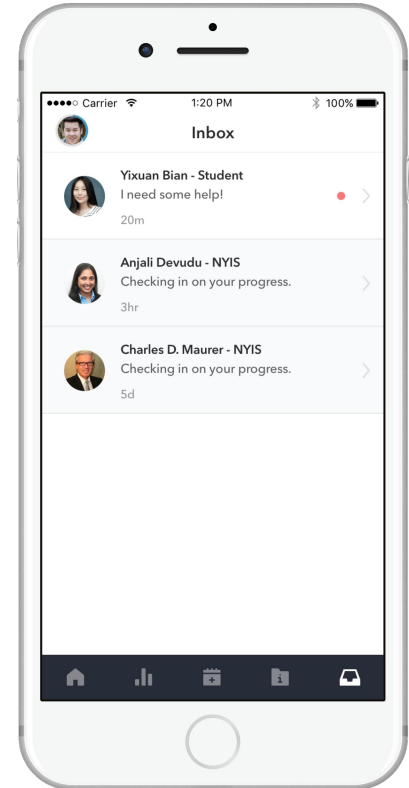 Carrier
1:20 PM
100%
Inbox
Yixuan Bian - Student
I need some help!
20m
Anjali Devudu - NYIS
Checking in on your progress.
3hr
Charles D. Maurer - NYIS
Checking in on your progress.
5d